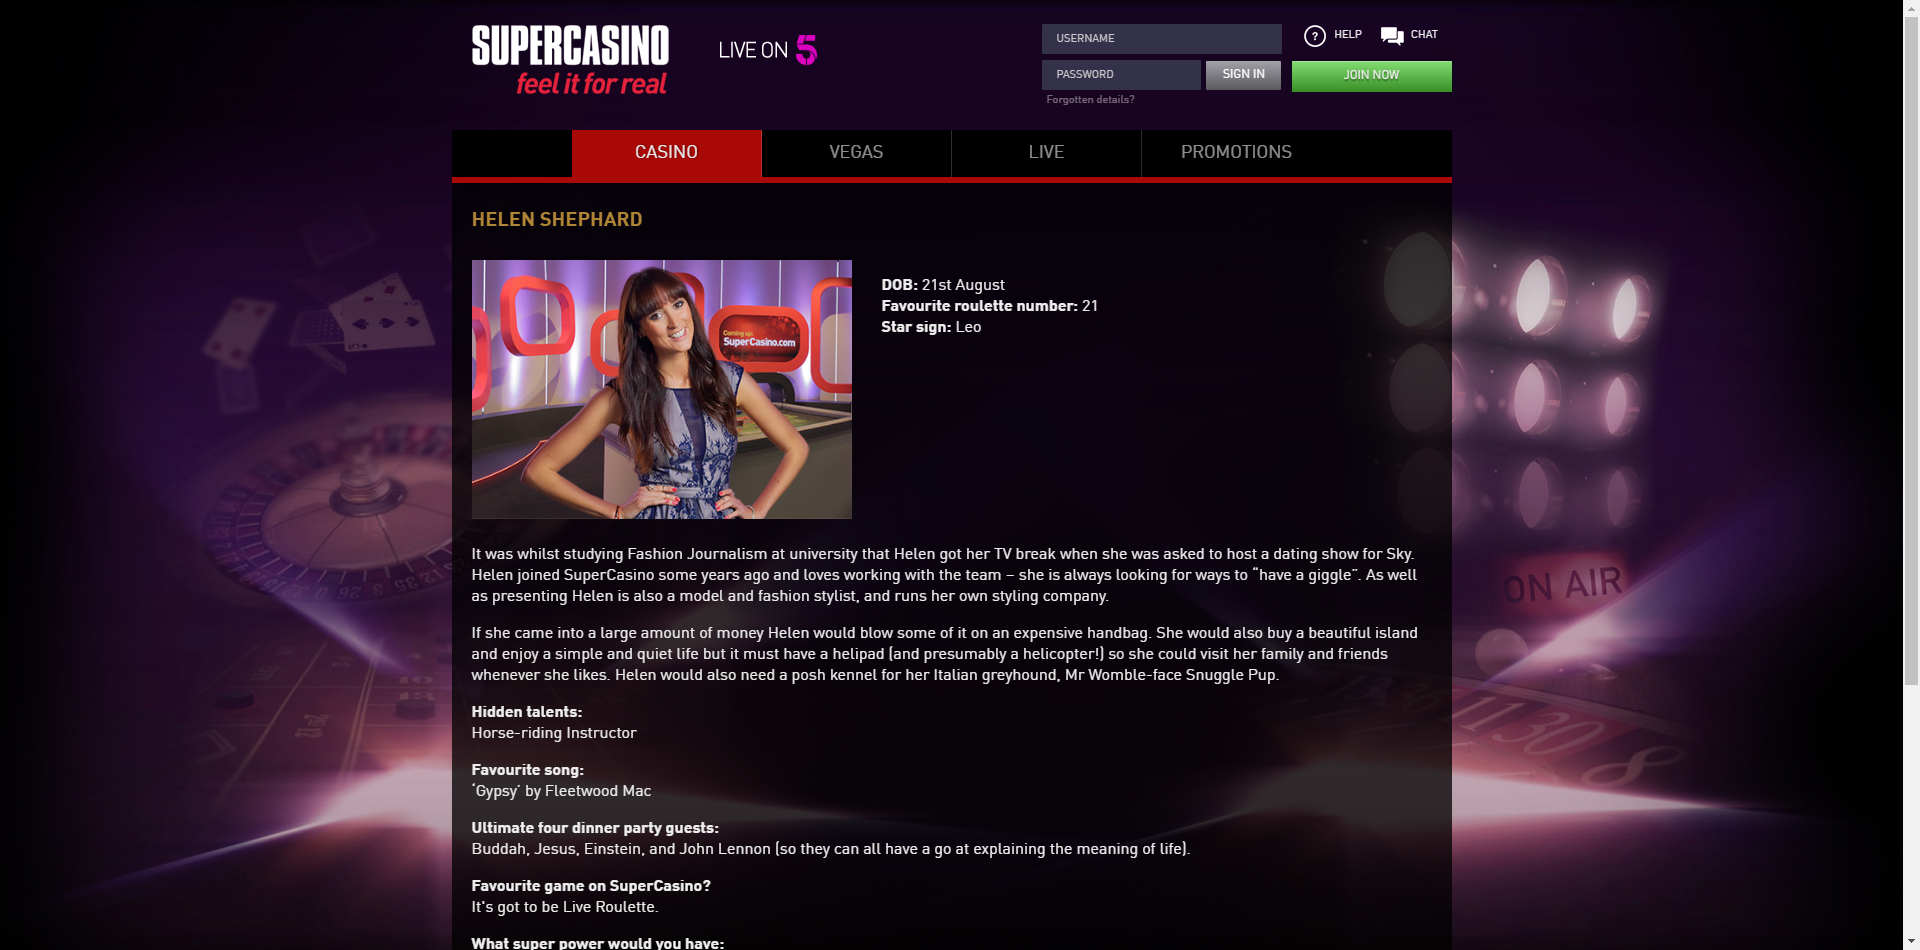 SUPERCASINO
feel it for real
LIVE ON 5
USERNAME
PASSWORD
SIGN IN
Forgotten details?
? HELP
CHAT
JOIN NOW
CASINO
VEGAS
LIVE
PROMOTIONS
HELEN SHEPHARD
Coming up:
SuperCasino.com
DOB: 21st August
Favourite roulette number: 21
Star sign: Leo
It was whilst studying Fashion Journalism at university that Helen got her TV break when she was asked to host a dating show for Sky.
Helen joined SuperCasino some years ago and loves working with the team – she is always looking for ways to “have a giggle”. As well
as presenting Helen is also a model and fashion stylist, and runs her own styling company.
If she came into a large amount of money Helen would blow some of it on an expensive handbag. She would also buy a beautiful island
and enjoy a simple and quiet life but it must have a helipad (and presumably a helicopter!) so she could visit her family and friends
whenever she likes. Helen would also need a posh kennel for her Italian greyhound, Mr Womble-face Snuggle Pup.
Hidden talents:
Horse-riding Instructor
Favourite song:
‘Gypsy’ by Fleetwood Mac
Ultimate four dinner party guests:
Buddah, Jesus, Einstein, and John Lennon (so they can all have a go at explaining the meaning of life).
Favourite game on SuperCasino?
It's got to be Live Roulette.
What super power would you have:
ON AIR
11 30
8